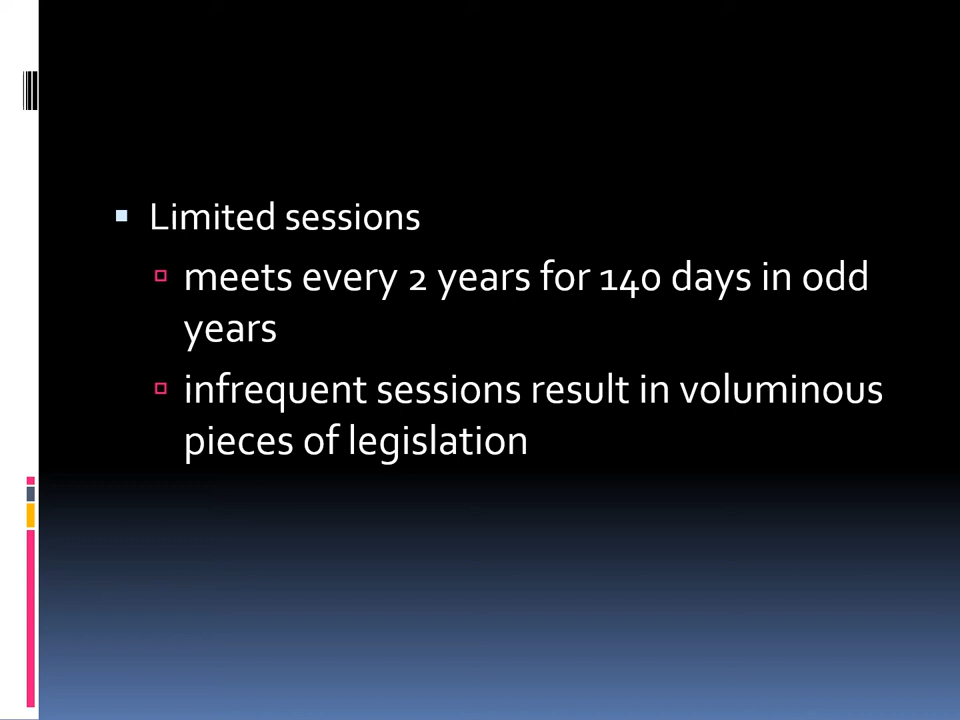 Limited sessions
meets every 2 years for 140 days in odd
years
infrequent sessions result in voluminous
pieces of legislation